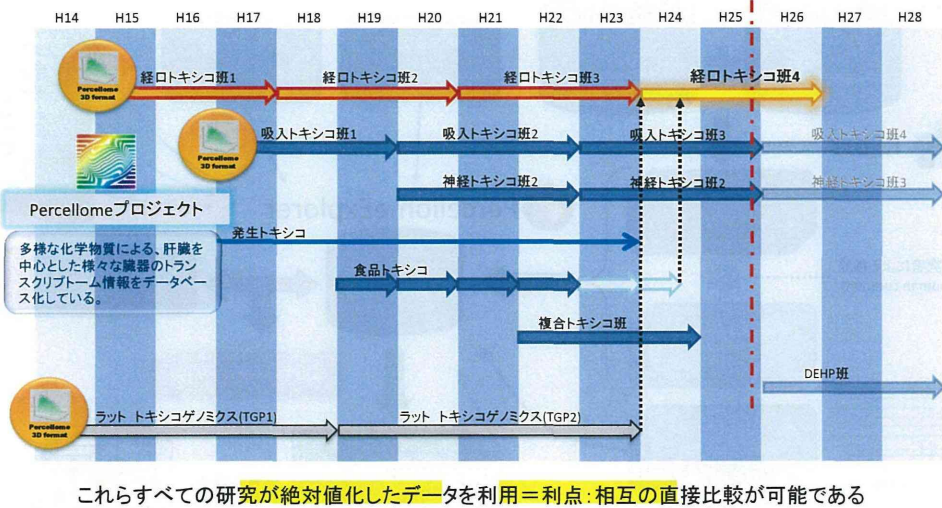 H14 H15 H16 H17 H18 H19 H20 H21 H22 H23 H24 H25 H26 H27 H28
Percellome
3D format
経口トキシコ班1 経口トキシコ班2 経口トキシコ班3 経口トキシコ班4
Percellome
3D format
吸入トキシコ班1 吸入トキシコ班2 吸入トキシコ班3 吸入トキシコ班4
神経トキシコ班2 神経トキシコ班2 神経トキシコ班3
Percellomeプロジェクト
多様な化学物質による、肝臓を
中心とした様々な臓器のトラン
スクリプトーム情報をデータベー
ス化している。
発生トキシコ
食品トキシコ
複合トキシコ班
DEHP班
Percellome
3D format
ラット トキシコゲノミクス(TGP1) ラット トキシコゲノミクス(TGP2)
これらすべての研究が絶対値化したデータを利用＝利点：相互の直接比較が可能である